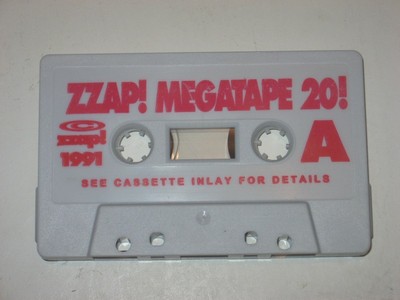 ZZAP! MEGATAPE 20!
©
zzap!
1991
A
SEE CASSETTE INLAY FOR DETAILS